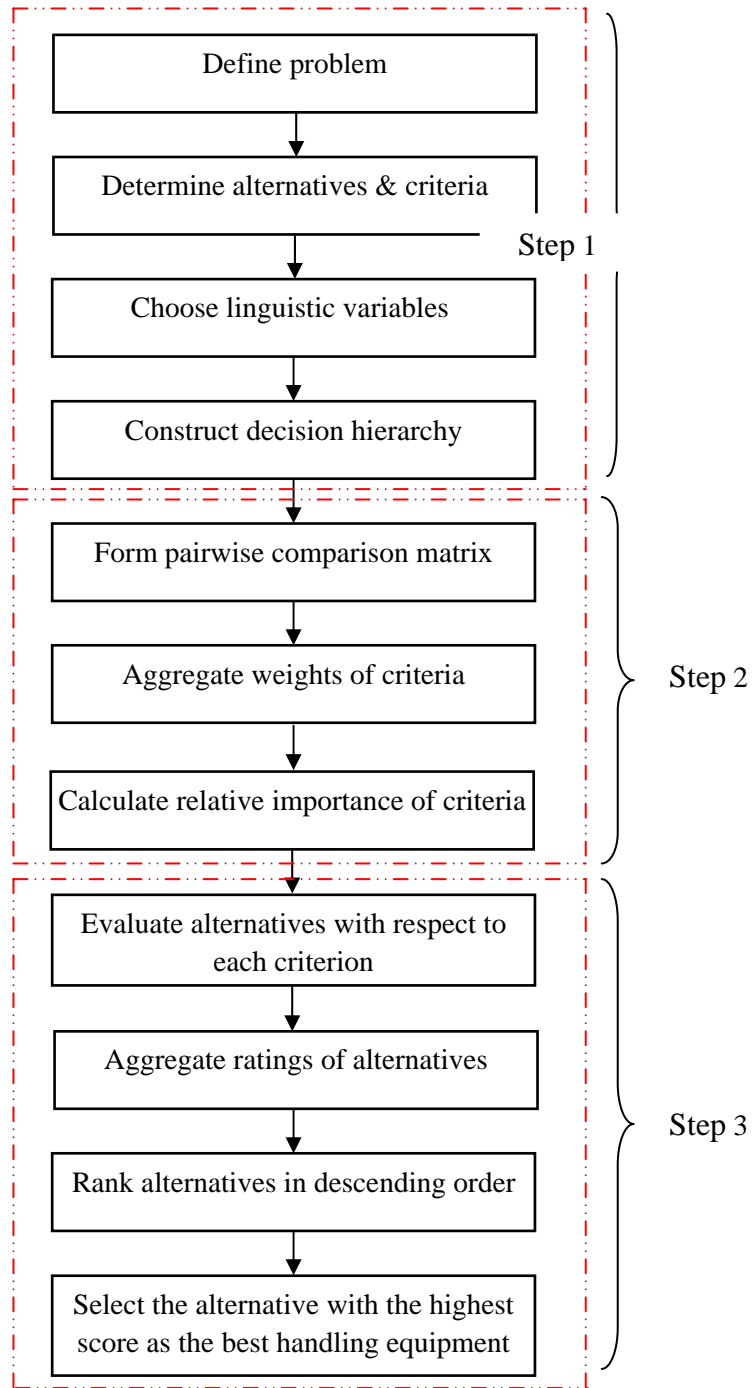 Define problem
Determine alternatives & criteria
Step 1
Choose linguistic variables
Construct decision hierarchy
Form pairwise comparison matrix
Aggregate weights of criteria
Step 2
Calculate relative importance of criteria
Evaluate alternatives with respect to
each criterion
Aggregate ratings of alternatives
Step 3
Rank alternatives in descending order
Select the alternative with the highest
score as the best handling equipment